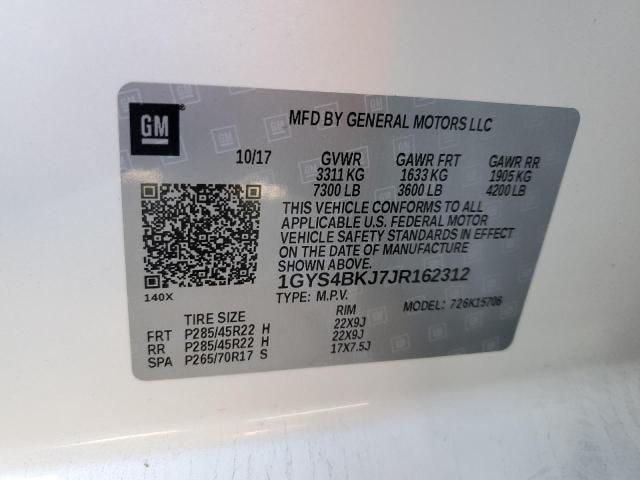 GM
MFD BY GENERAL MOTORS LLC
10/17 GVWR GAWR FRT GAWR RR
3311 KG 1633 KG 1905 KG
7300 LB 3600 LB 4200 LB
THIS VEHICLE CONFORMS TO ALL
APPLICABLE U.S. FEDERAL MOTOR
VEHICLE SAFETY STANDARDS IN EFFECT
ON THE DATE OF MANUFACTURE
SHOWN ABOVE.
1GYS4BKJ7JR162312
140X TYPE: M.P.V. MODEL: 726K15706
TIRE SIZE RIM
FRT P285/45R22 H 22X9J
RR P285/45R22 H 22X9J
SPA P265/70R17 S 17X7.5J